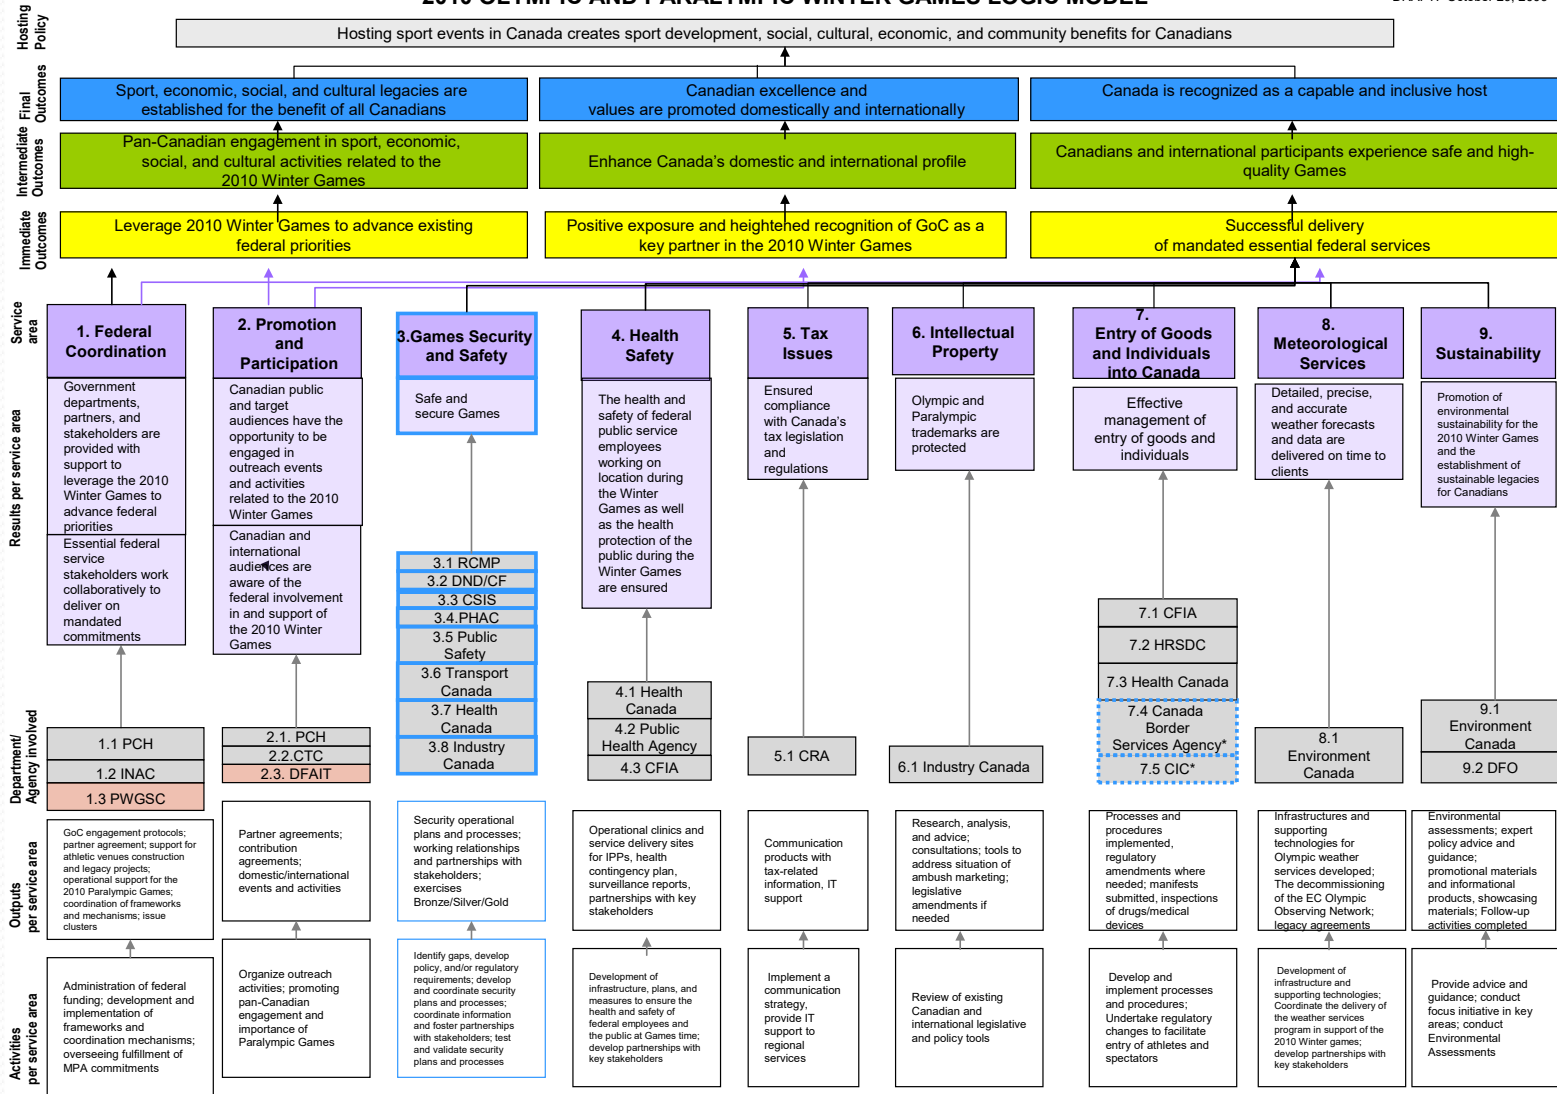 2010 OLYMPIC AND PARALYMPIC WINTER GAMES LOGIC MODEL
Hosting
Policy
Hosting sport events in Canada creates sport development, social, cultural, economic, and community benefits for Canadians
Final
Outcomes
Sport, economic, social, and cultural legacies are
established for the benefit of all Canadians
Canadian excellence and
values are promoted domestically and internationally
Canada is recognized as a capable and inclusive host
Intermediate
Outcomes
Pan-Canadian engagement in sport, economic,
social, and cultural activities related to the
2010 Winter Games
Enhance Canada's domestic and international profile
Canadians and international participants experience safe and high-
quality Games
Immediate
Outcomes
Leverage 2010 Winter Games to advance existing
federal priorities
Positive exposure and heightened recognition of GoC as a
key partner in the 2010 Winter Games
Successful delivery
of mandated essential federal services
Service
area
1. Federal
Coordination
2. Promotion
and
Participation
3.Games Security
and Safety
4. Health
Safety
5. Tax
Issues
6. Intellectual
Property
7.
Entry of Goods
and Individuals
into Canada
8.
Meteorological
Services
9.
Sustainability
Results per service area
Government
departments,
partners, and
stakeholders are
provided with
support to
leverage the 2010
Winter Games to
advance federal
priorities
Essential federal
service
stakeholders work
collaboratively to
deliver on
mandated
commitments
Canadian public
and target
audiences have the
opportunity to be
engaged in
outreach events
and activities
related to the 2010
Winter Games
Canadian and
international
audiences are
aware of the
federal involvement
in and support of
the 2010 Winter
Games
Safe and
secure Games
The health and
safety of federal
public service
employees
working on
location during
the Winter
Games as well
as the health
protection of the
public during the
Winter Games
are ensured
Ensured
compliance
with Canada's
tax legislation
and
regulations
Olympic and
Paralympic
trademarks are
protected
Effective
management of
entry of goods and
individuals
Detailed, precise,
and accurate
weather forecasts
and data are
delivered on time to
clients
Promotion of
environmental
sustainability for the
2010 Winter Games
and the
establishment of
sustainable legacies
for Canadians
Department/
Agency involved
1.1 PCH
1.2 INAC
1.3 PWGSC
2.1. PCH
2.2.CTC
2.3. DFAIT
3.1 RCMP
3.2 DND/CF
3.3 CSIS
3.4.PHAC
3.5 Public
Safety
3.6 Transport
Canada
3.7 Health
Canada
3.8 Industry
Canada
4.1 Health
Canada
4.2 Public
Health Agency
4.3 CFIA
5.1 CRA
6.1 Industry Canada
7.1 CFIA
7.2 HRSDC
7.3 Health Canada
7.4 Canada
Border
Services Agency*
7.5 CIC*
8.1
Environment
Canada
9.1
Environment
Canada
9.2 DFO
Outputs
per service area
GoC engagement protocols;
partner agreement; support for
athletic venues construction
and legacy projects;
operational support for the
2010 Paralympic Games;
coordination of frameworks
and mechanisms; issue
clusters
Partner agreements;
contribution
agreements;
domestic/international
events and activities
Security operational
plans and processes;
working relationships
and partnerships with
stakeholders;
exercises
Bronze/Silver/Gold
Operational clinics and
service delivery sites
for IPPs, health
contingency plan,
surveillance reports,
partnerships with key
stakeholders
Communication
products with
tax-related
information, IT
support
Research, analysis,
and advice;
consultations; tools to
address situation of
ambush marketing;
legislative
amendments if
needed
Processes and
procedures
implemented,
regulatory
amendments where
needed; manifests
submitted, inspections
of drugs/medical
devices
Infrastructures and
supporting
technologies for
Olympic weather
services developed;
The decommissioning
of the EC Olympic
Observing Network;
legacy agreements
Environmental
assessments; expert
policy advice and
guidance;
promotional materials
and informational
products, showcasing
materials; Follow-up
activities completed
Activities
per service area
Administration of federal
funding; development and
implementation of
frameworks and
coordination mechanisms;
overseeing fulfillment of
MPA commitments
Organize outreach
activities; promoting
pan-Canadian
engagement and
importance of
Paralympic Games
Identify gaps, develop
policy, and/or regulatory
requirements; develop
and coordinate security
plans and processes;
coordinate information
and foster partnerships
with stakeholders; test
and validate security
plans and processes
Development of
infrastructure, plans, and
measures to ensure the
health and safety of
federal employees and
the public at Games time;
develop partnerships with
key stakeholders
Implement a
communication
strategy,
provide IT
support to
regional
services
Review of existing
Canadian and
international legislative
and policy tools
Develop and
implement processes
and procedures;
Undertake regulatory
changes to facilitate
entry of athletes and
spectators
Development of
infrastructure and
supporting technologies;
Coordinate the delivery of
the weather services
program in support of the
2010 Winter games;
develop partnerships with
key stakeholders
Provide advice and
guidance; conduct
focus initiative in key
areas; conduct
Environmental
Assessments